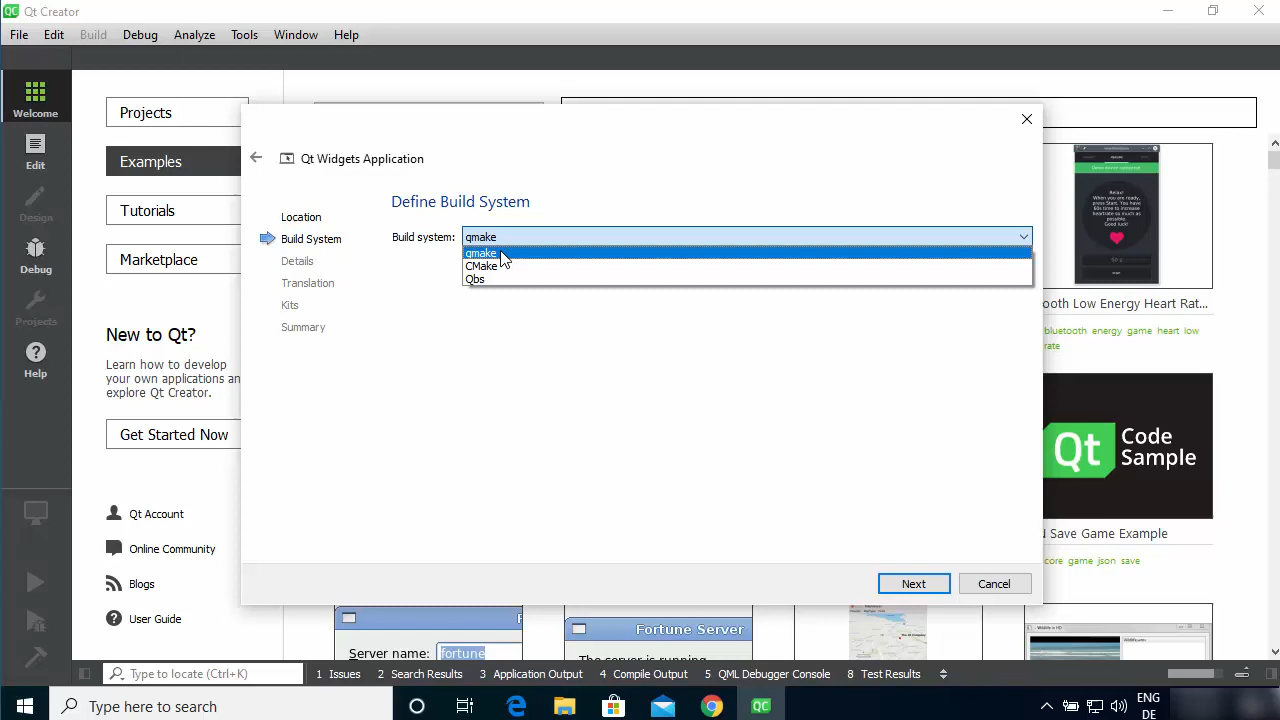 Qt Creator
File Edit Build Debug Analyze Tools Window Help
Welcome
Edit
Design
Debug
Projects
Help
Projects
Examples
Tutorials
Marketplace
New to Qt?
Learn how to develop
your own applications an
explore Qt Creator.
Get Started Now
Qt Account
Online Community
Blogs
User Guide
Qt Widgets Application
Location
Build System
Details
Translation
Kits
Summary
Define Build System
Build system: qmake
qmake
CMake
Qbs
Next Cancel
ooth Low Energy Heart Rat...
bluetooth energy game heart low
rate
Qt Code
Sample
N Save Game Example
core game json save
Server name: fortune
Fortune Server
The server is running
Type to locate (Ctrl+K) 1 Issues 2 Search Results 3 Application Output 4 Compile Output 5 QML Debugger Console 8 Test Results
Type here to search
ENG
DE